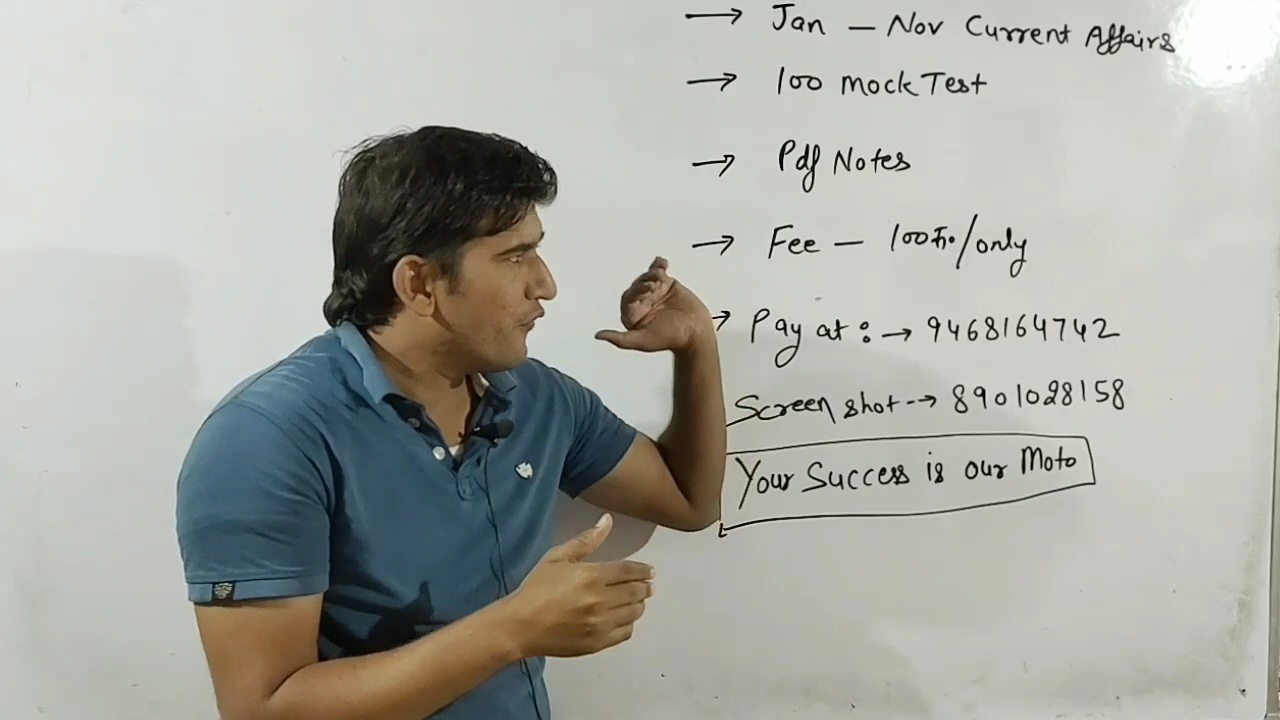 → Jan – Nov Current Affairs
→ 100 Mock Test
→ Pdf Notes
→ Fee – 100रु./only
→ Pay at : → 9468164742
Screen shot --> 8901028158
Your Success is our Moto